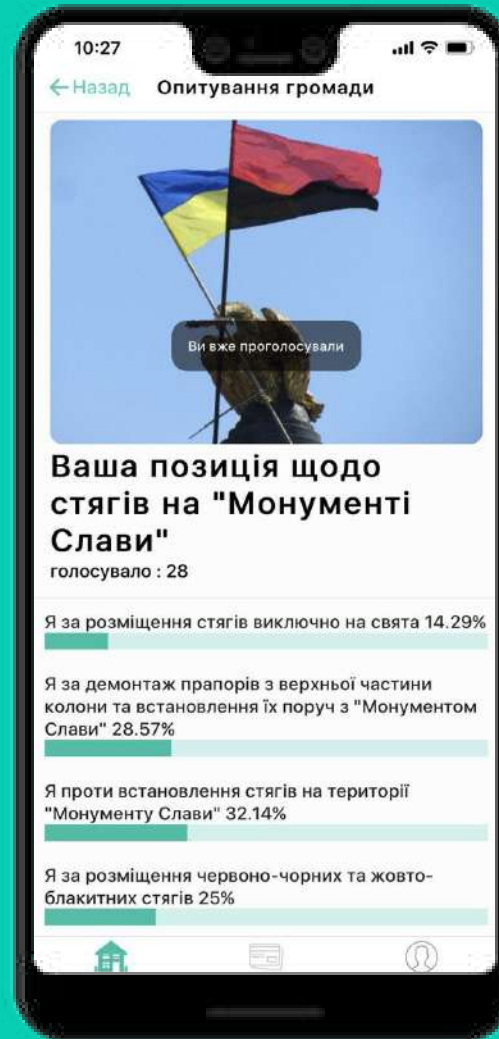 10:27
←Назад Опитування громади
Ви вже проголосували
Ваша позиція щодо
стягів на "Монументі
Слави"
голосувало : 28
Я за розміщення стягів виключно на свята 14.29%
Я за демонтаж прапорів з верхньої частини
колони та встановлення їх поруч з "Монументом
Слави" 28.57%
Я проти встановлення стягів на території
"Монументу Слави" 32.14%
Я за розміщення червоно-чорних та жовто-
блакитних стягів 25%